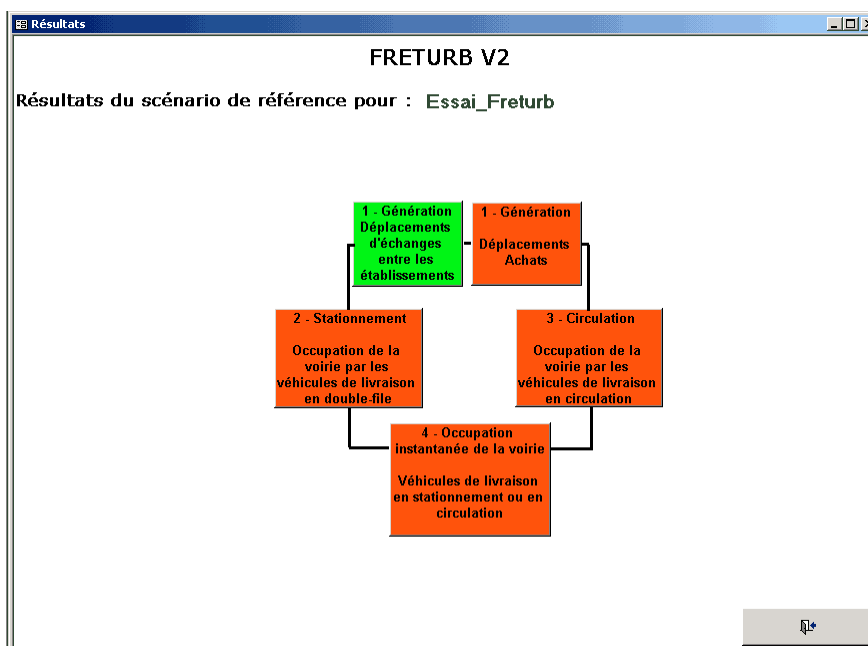 Résultats
FRETURB V2
Résultats du scénario de référence pour : Essai_Freturb
1 - Génération
Déplacements
d'échanges
entre les
établissements
1 - Génération
Déplacements
Achats
2 - Stationnement
Occupation de la
voirie par les
véhicules de livraison
en double-file
3 - Circulation
Occupation de la
voirie par les
véhicules de livraison
en circulation
4 - Occupation
instantanée de la voirie
Véhicules de livraison
en stationnement ou en
circulation